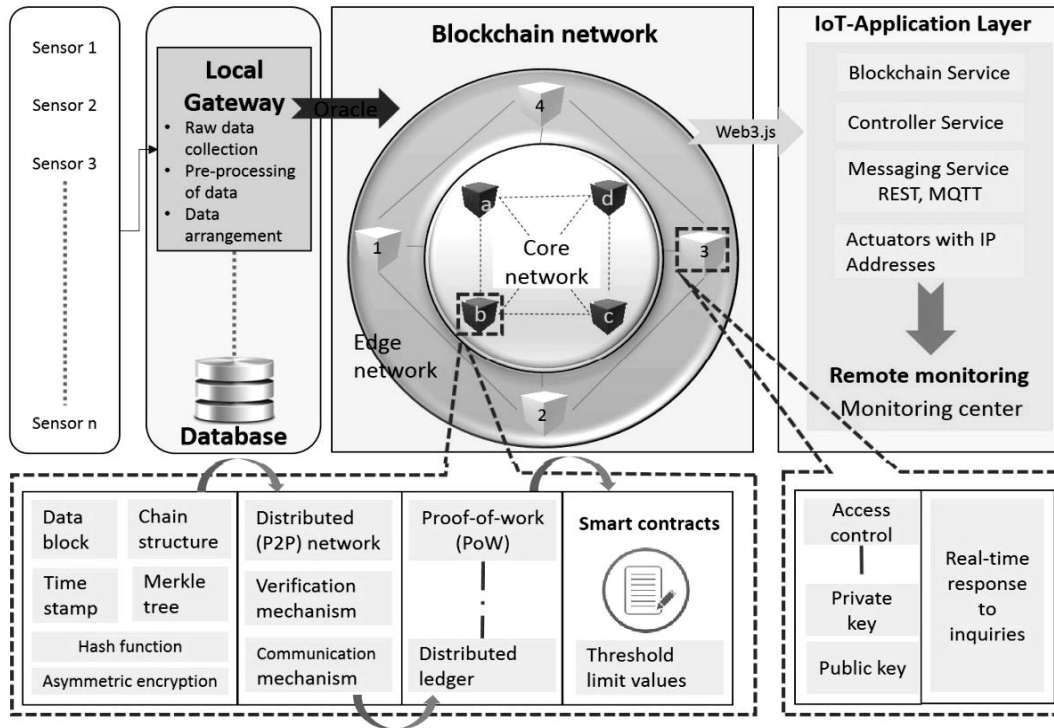 Sensor 1
Sensor 2
Sensor 3
Sensor n
Local
Gateway
• Raw data
collection
• Pre-processing
of data
• Data
arrangement
Database
Oracle
Blockchain network
4
a
d
1
Core
network
3
b
c
Edge
network
2
Web3.js
IoT-Application Layer
Blockchain Service
Controller Service
Messaging Service
REST, MQTT
Actuators with IP
Addresses
Remote monitoring
Monitoring center
Data
block
Chain
structure
Time
stamp
Merkle
tree
Hash function
Asymmetric encryption
Distributed
(P2P) network
Verification
mechanism
Communication
mechanism
Proof-of-work
(PoW)
Distributed
ledger
Smart contracts
Threshold
limit values
Access
control
Private
key
Public key
Real-time
response
to
inquiries